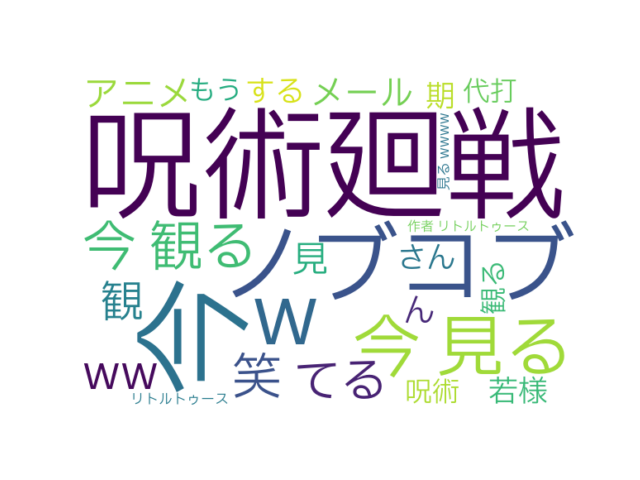 アニメ もう する メール 期 代打
呪術廻戦
見る wwww
作者 リトルトゥース
今 観る ノブコブ
見 さん
観 今 w 観る
ん
ww 笑 てる 今 見る
リトルトゥース 呪術 若様